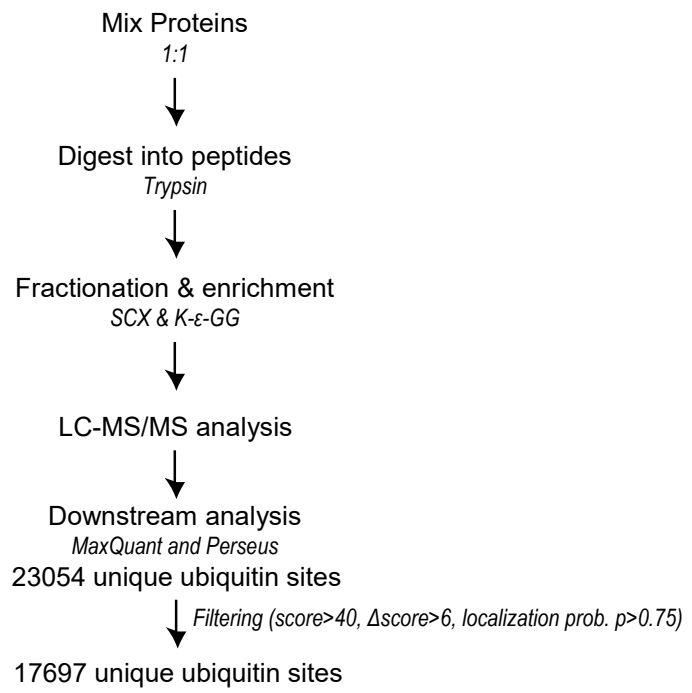 Mix Proteins
1:1
Digest into peptides
Trypsin
Fractionation & enrichment
SCX & K-ε-GG
LC-MS/MS analysis
Downstream analysis
MaxQuant and Perseus
23054 unique ubiquitin sites
Filtering (score>40, Δscore>6, localization prob. p>0.75)
17697 unique ubiquitin sites